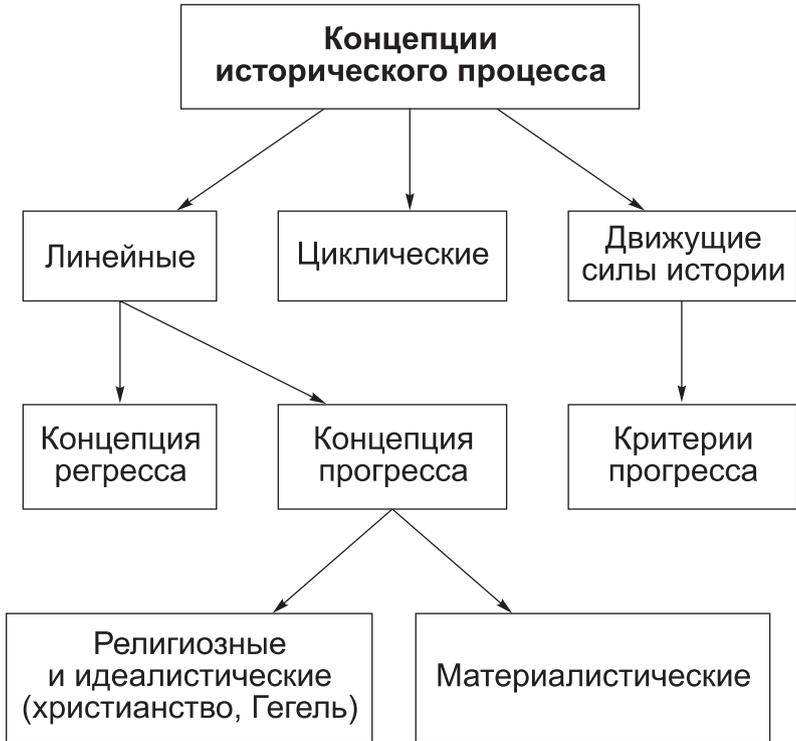 Концепции
исторического процесса
Линейные
Циклические
Движущие
силы истории
Концепция
регресса
Концепция
прогресса
Критерии
прогресса
Религиозные
и идеалистические
(христианство, Гегель)
Материалистические